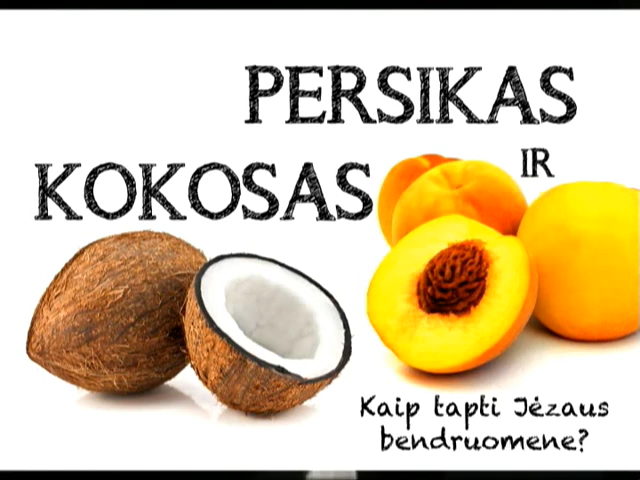 PERSIKAS
IR
KOKOSAS
Kaip tapti Jėzaus
bendruomene?